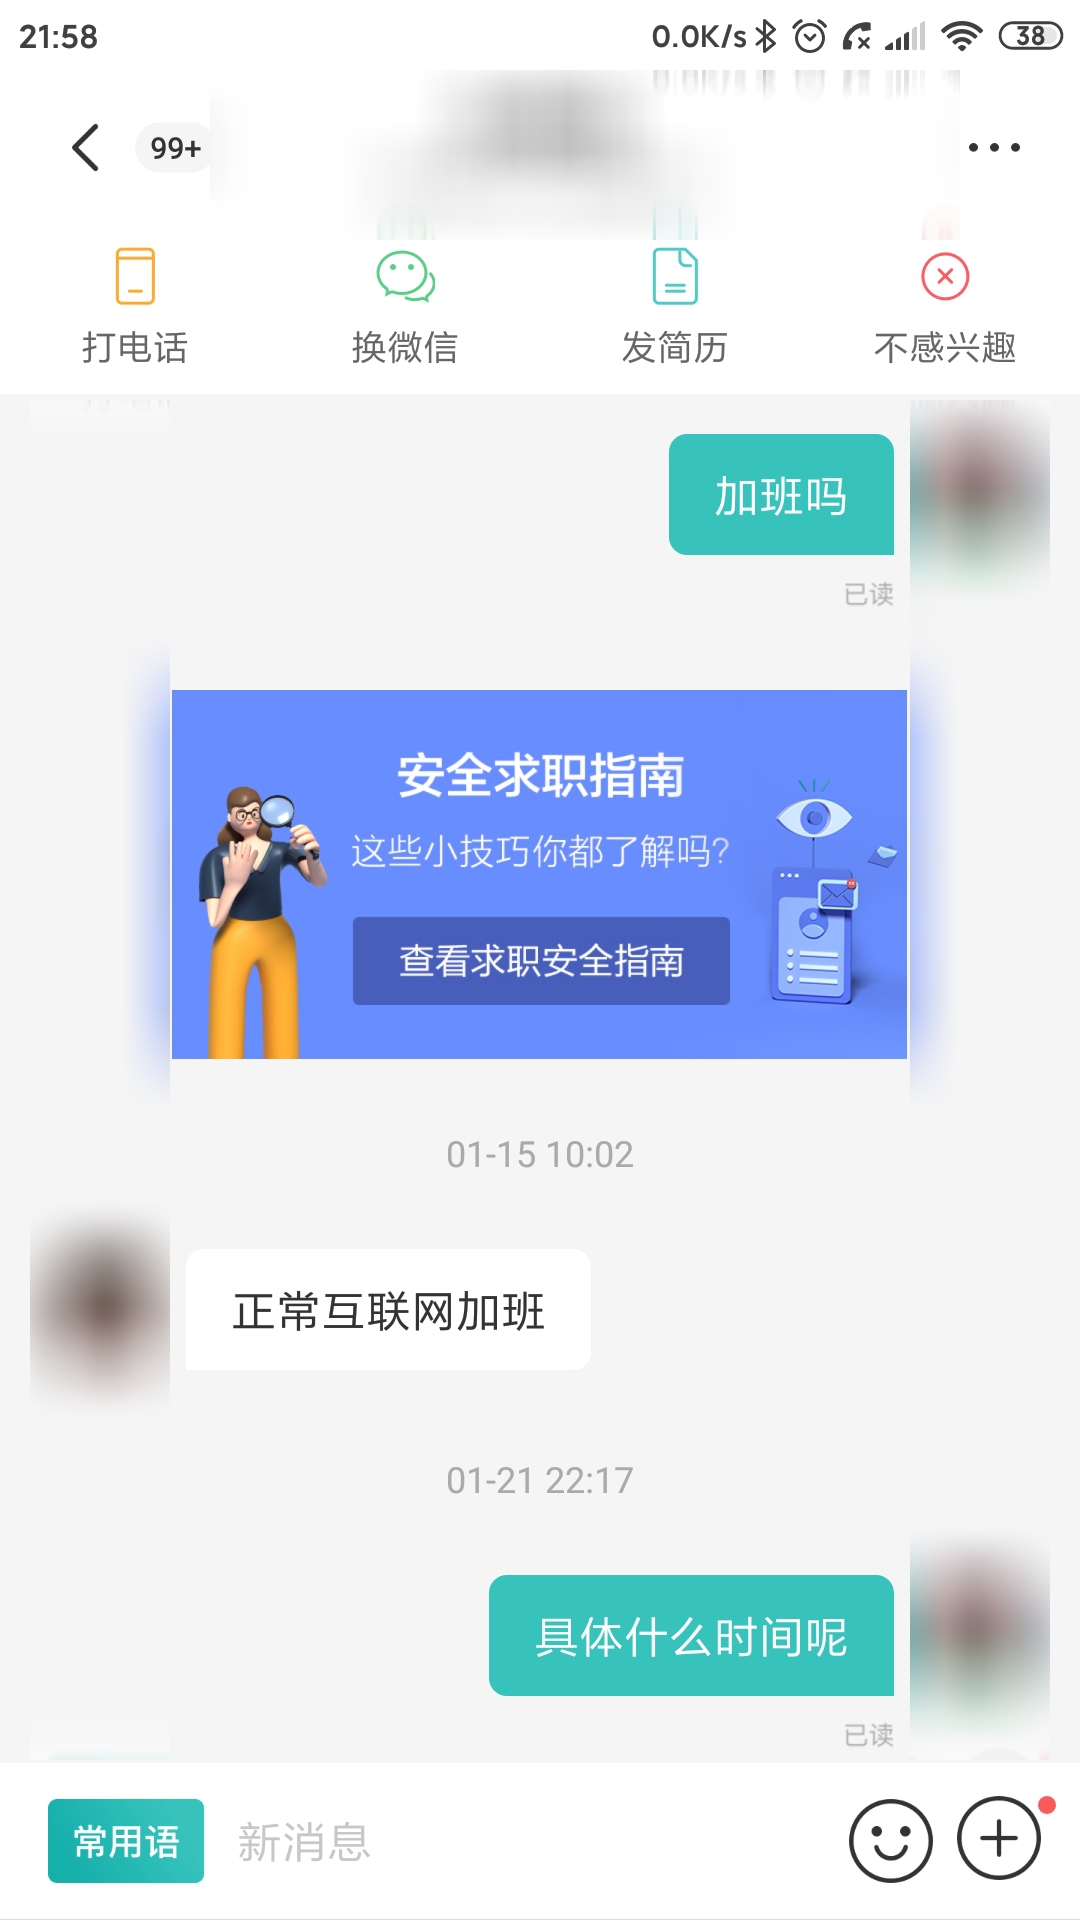 21:58
0.0K/s
38
99+
打电话
换微信
发简历
不感兴趣
加班吗
已读
安全求职指南
这些小技巧你都了解吗?
查看求职安全指南
01-15 10:02
正常互联网加班
01-21 22:17
具体什么时间呢
已读
常用语
新消息